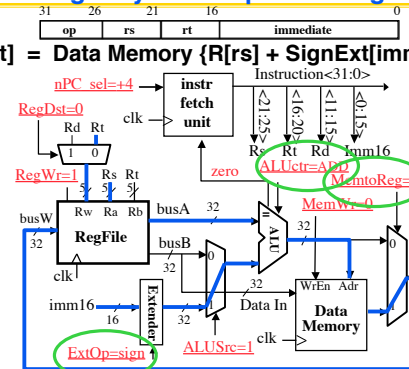 31 26 21 16 0
op rs rt immediate
t] = Data Memory {R[rs] + SignExt[imm
nPC_sel=+4
instr
fetch
unit
Instruction<31:0>
<21:25>
<16:20>
<11:15>
<0:15>
clk
RegDst=0
Rd Rt
1 0
Rs Rt Rd Imm16
zero
ALUctr=ADD
MemtoReg=
RegWr=1
Rs Rt
5 5 5
MemWr=0
busW
32
Rw Ra Rb
RegFile
busA
32
busB
32
=
ALU
clk
0
32
0
32
WrEn Adr
imm16
16
Extender
32
1
Data In
Data
Memory
1
ExtOp=sign
ALUSrc=1
clk